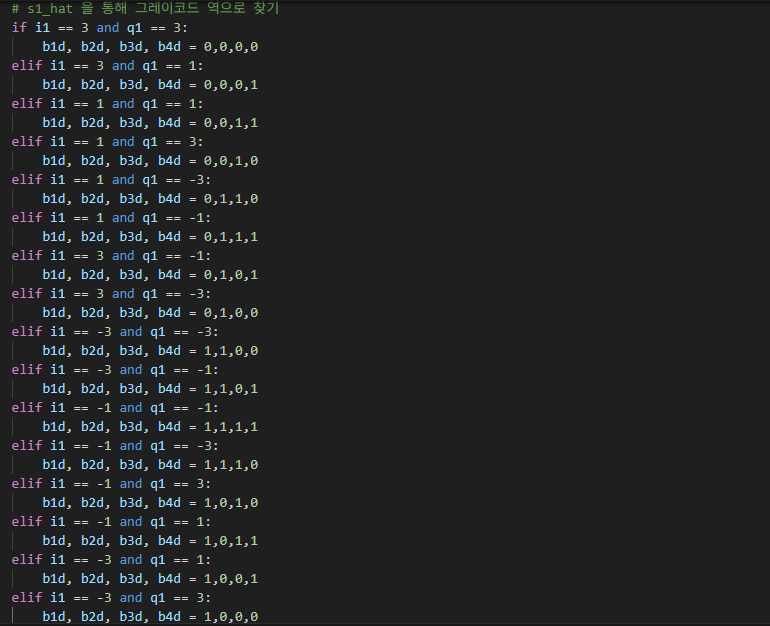 # s1_hat 을 통해 그레이코드 역으로 찾기
if i1 == 3 and q1 == 3:
    b1d, b2d, b3d, b4d = 0,0,0,0
elif i1 == 3 and q1 == 1:
    b1d, b2d, b3d, b4d = 0,0,0,1
elif i1 == 1 and q1 == 1:
    b1d, b2d, b3d, b4d = 0,0,1,1
elif i1 == 1 and q1 == 3:
    b1d, b2d, b3d, b4d = 0,0,1,0
elif i1 == 1 and q1 == -3:
    b1d, b2d, b3d, b4d = 0,1,1,0
elif i1 == 1 and q1 == -1:
    b1d, b2d, b3d, b4d = 0,1,1,1
elif i1 == 3 and q1 == -1:
    b1d, b2d, b3d, b4d = 0,1,0,1
elif i1 == 3 and q1 == -3:
    b1d, b2d, b3d, b4d = 0,1,0,0
elif i1 == -3 and q1 == -3:
    b1d, b2d, b3d, b4d = 1,1,0,0
elif i1 == -3 and q1 == -1:
    b1d, b2d, b3d, b4d = 1,1,0,1
elif i1 == -1 and q1 == -1:
    b1d, b2d, b3d, b4d = 1,1,1,1
elif i1 == -1 and q1 == -3:
    b1d, b2d, b3d, b4d = 1,1,1,0
elif i1 == -1 and q1 == 3:
    b1d, b2d, b3d, b4d = 1,0,1,0
elif i1 == -1 and q1 == 1:
    b1d, b2d, b3d, b4d = 1,0,1,1
elif i1 == -3 and q1 == 1:
    b1d, b2d, b3d, b4d = 1,0,0,1
elif i1 == -3 and q1 == 3:
    b1d, b2d, b3d, b4d = 1,0,0,0